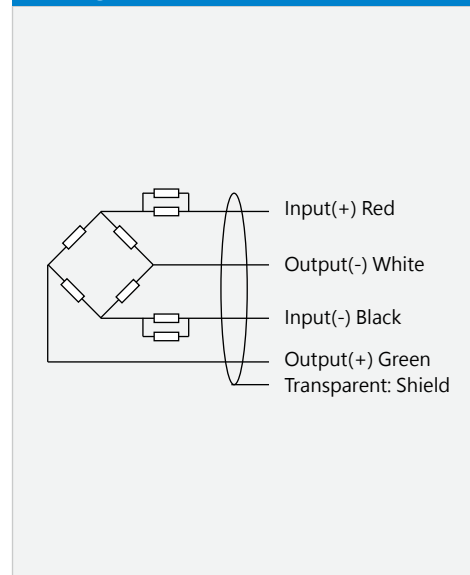 Input(+) Red
Output(-) White
Input(-) Black
Output(+) Green
Transparent: Shield